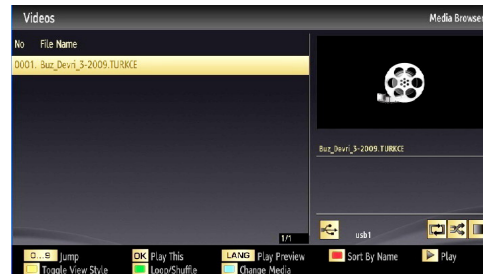 Videos
Media Browser
No File Name
0001. Buz_Devri_3-2009.TURKCE
Buz_Devri_3-2009.TURKCE
1/1
usb1
0...9 Jump
OK Play This
LANG Play Preview
Sort By Name
Play
Toggle View Style
Loop/Shuffle
Change Media